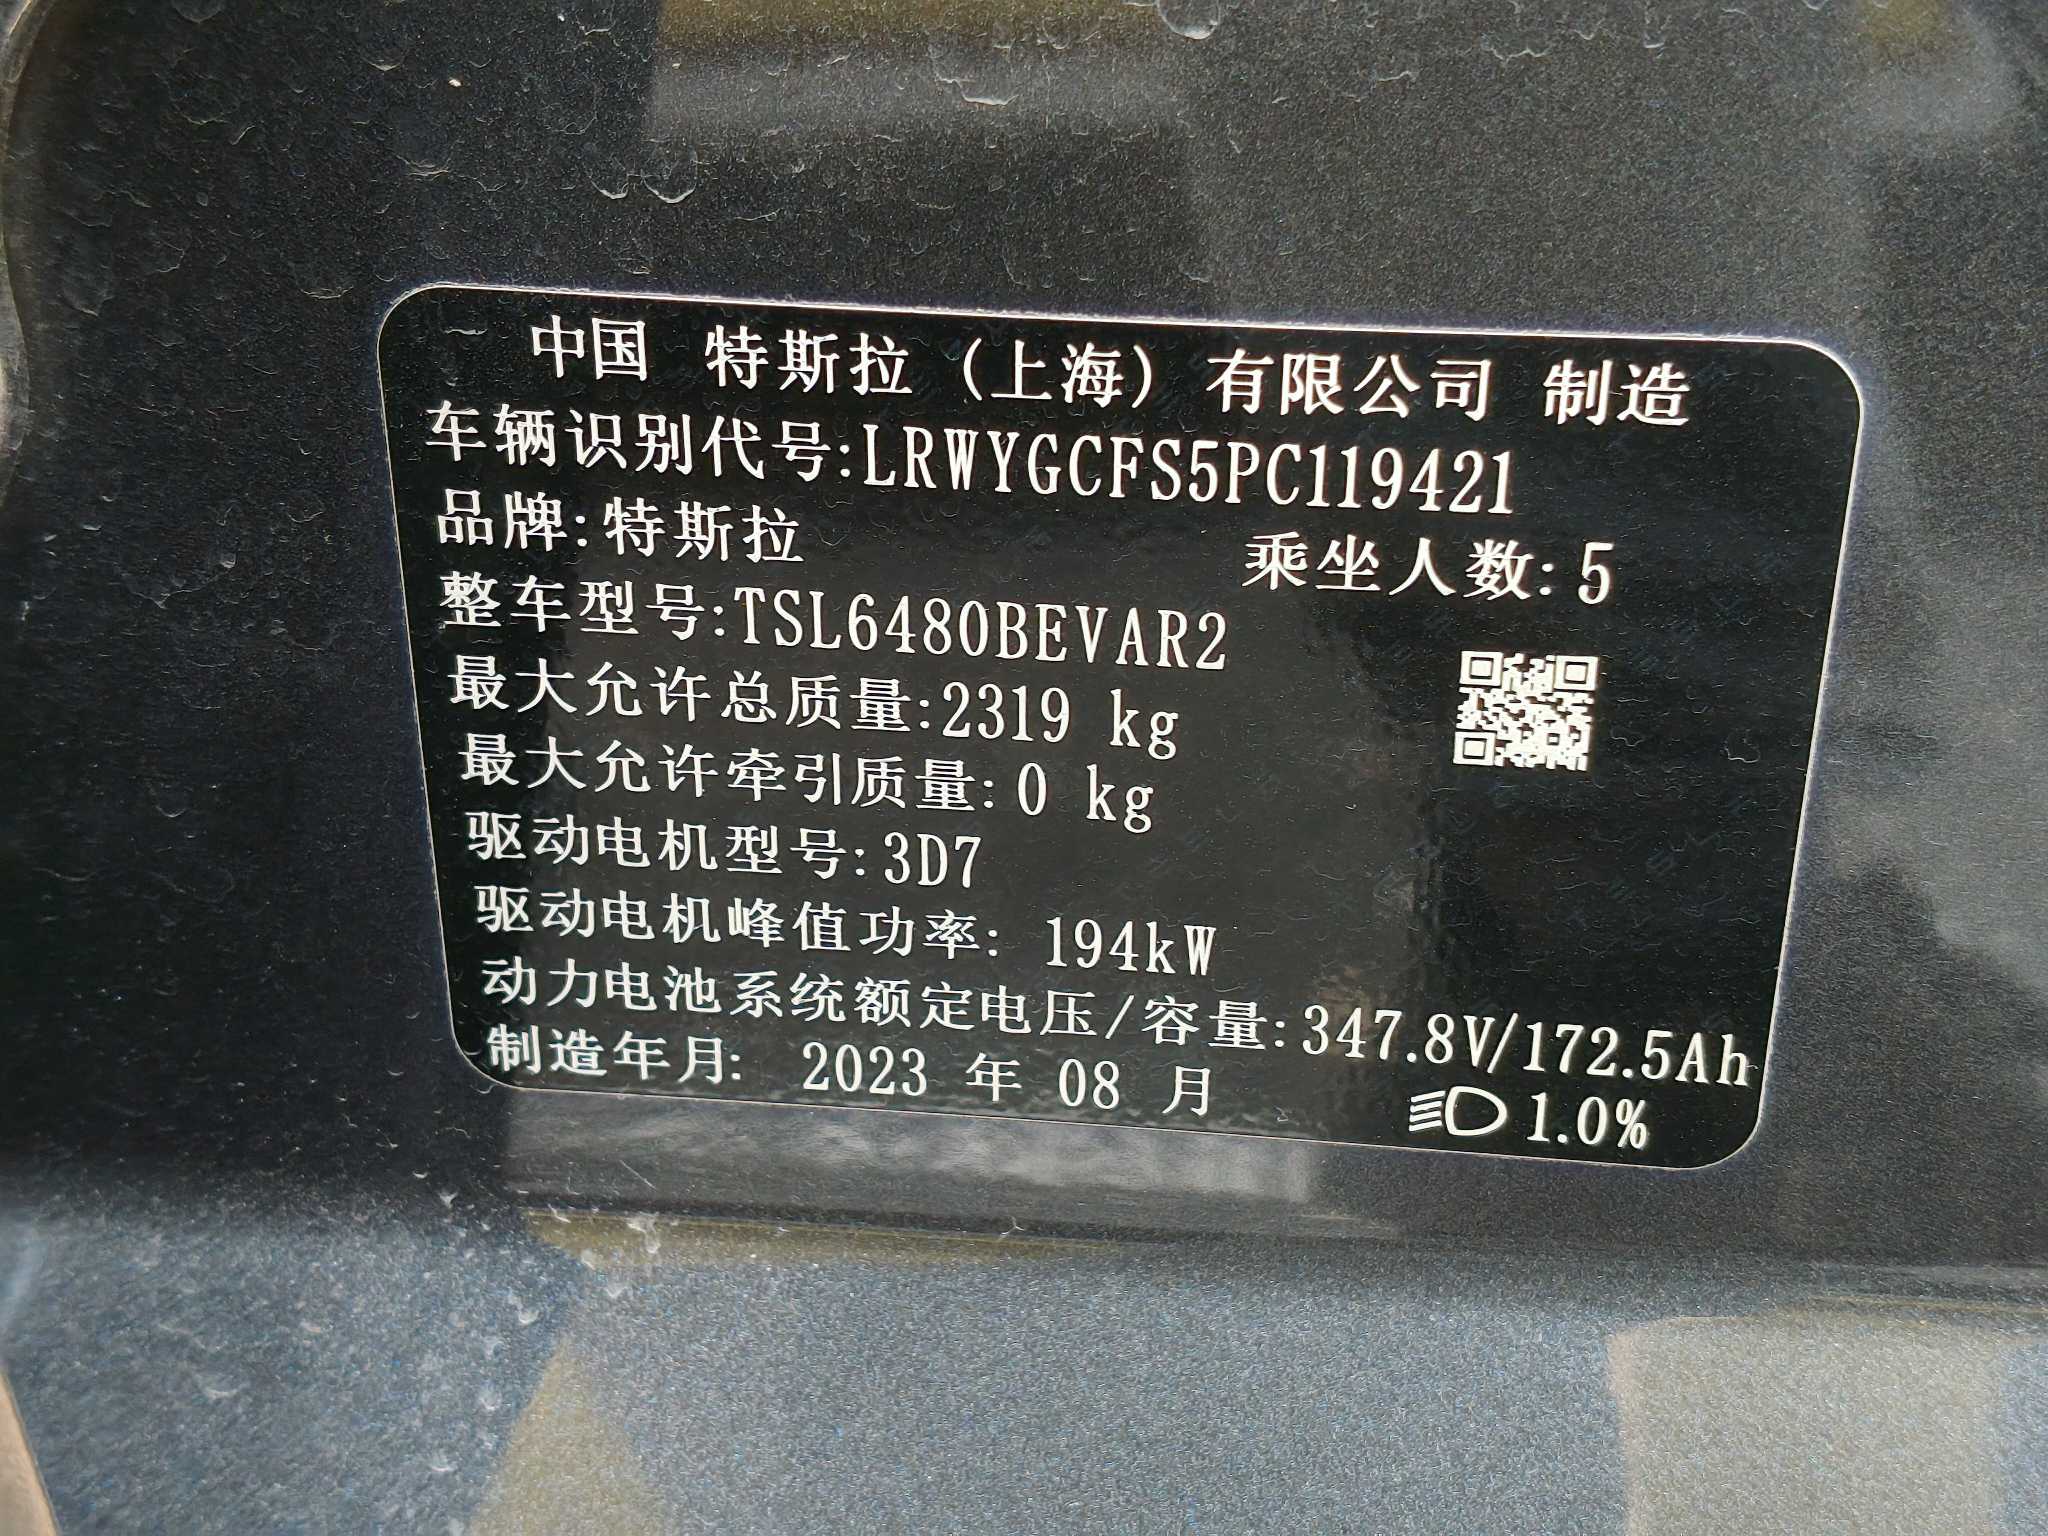 中国 特斯拉（上海）有限公司 制造
车辆识别代号:LRWYGCFS5PC119421
品牌:特斯拉 乘坐人数:5
整车型号:TSL6480BEVAR2
最大允许总质量:2319 kg
最大允许牵引质量:0 kg
驱动电机型号:3D7
驱动电机峰值功率: 194kW
动力电池系统额定电压/容量:347.8V/172.5Ah
制造年月: 2023 年 08 月 1.0%